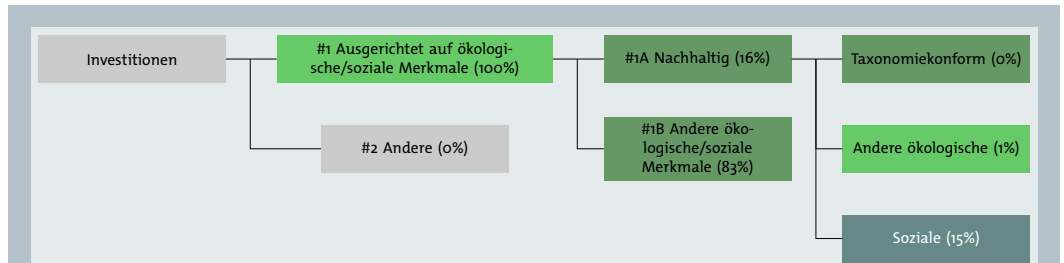 Investitionen
#1 Ausgerichtet auf ökologi-
sche/soziale Merkmale (100%)
#1A Nachhaltig (16%)
Taxonomiekonform (0%)
#2 Andere (0%)
#1B Andere öko-
logische/soziale
Merkmale (83%)
Andere ökologische (1%)
Soziale (15%)